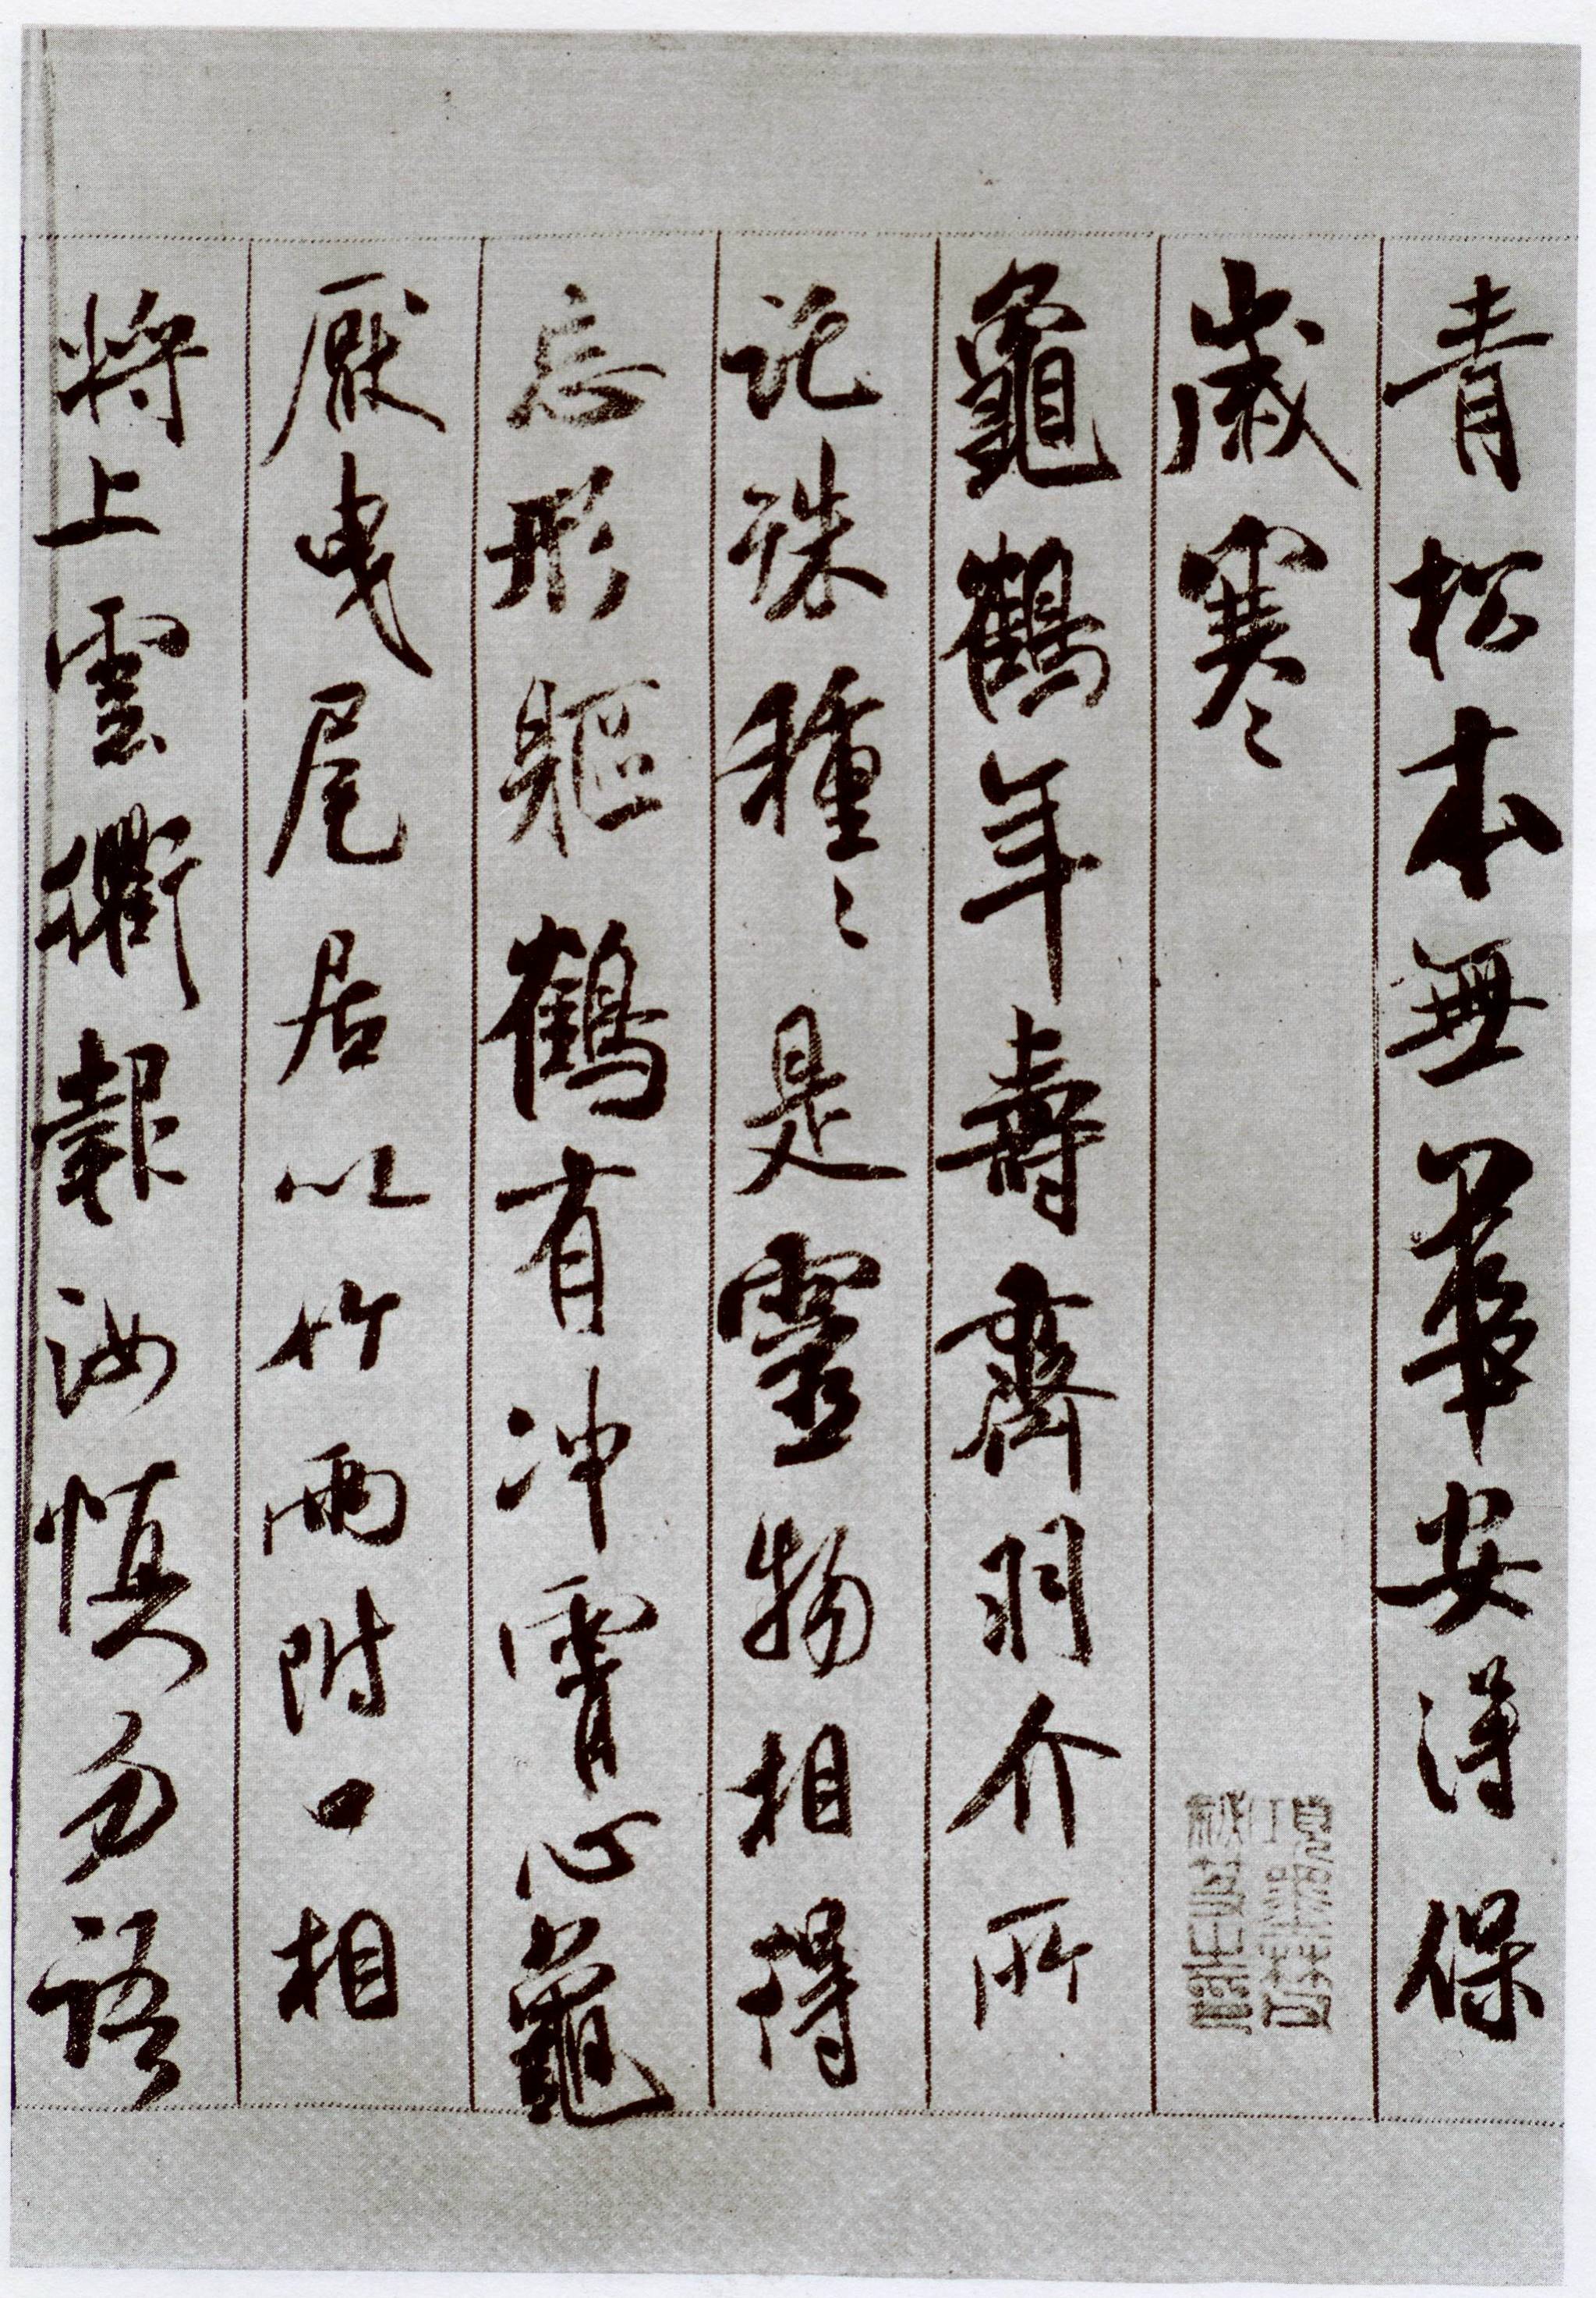 青松本無華安得保
歲寒
龜鶴年壽齊羽介所
託殊種〻是靈物相得
忘形軀鶴有冲霄心龜
厭曳尾居以竹兩附口相
將上雲衢報汝慎勿語
項墨林父
秘笈之印